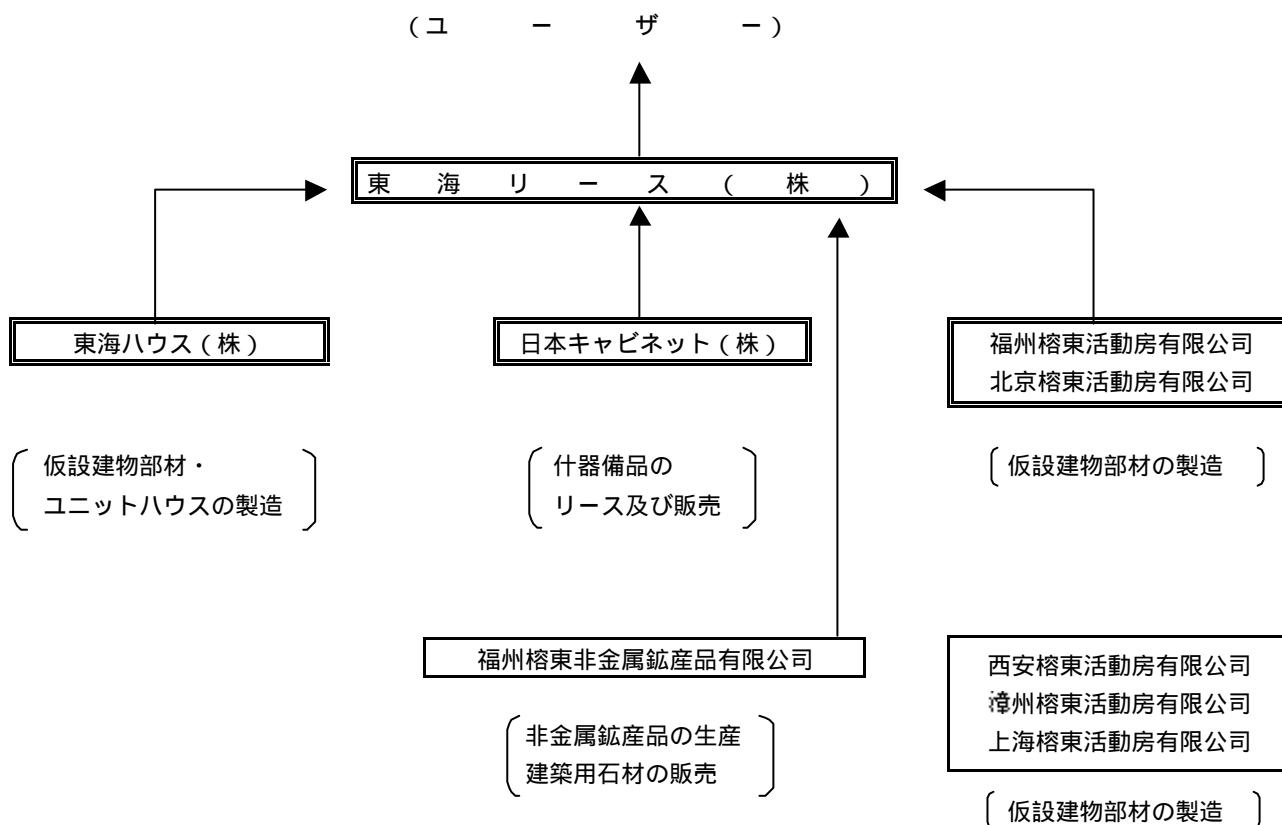 (ユーザー)
東海リース(株)
東海ハウス(株)
日本キャビネット(株)
福州榕東活動房有限公司
北京榕東活動房有限公司
仮設建物部材・
ユニットハウスの製造
什器備品の
リース及び販売
仮設建物部材の製造
福州榕東非金属鉱産品有限公司
非金属鉱産品の生産
建築用石材の販売
西安榕東活動房有限公司
漳州榕東活動房有限公司
上海榕東活動房有限公司
仮設建物部材の製造